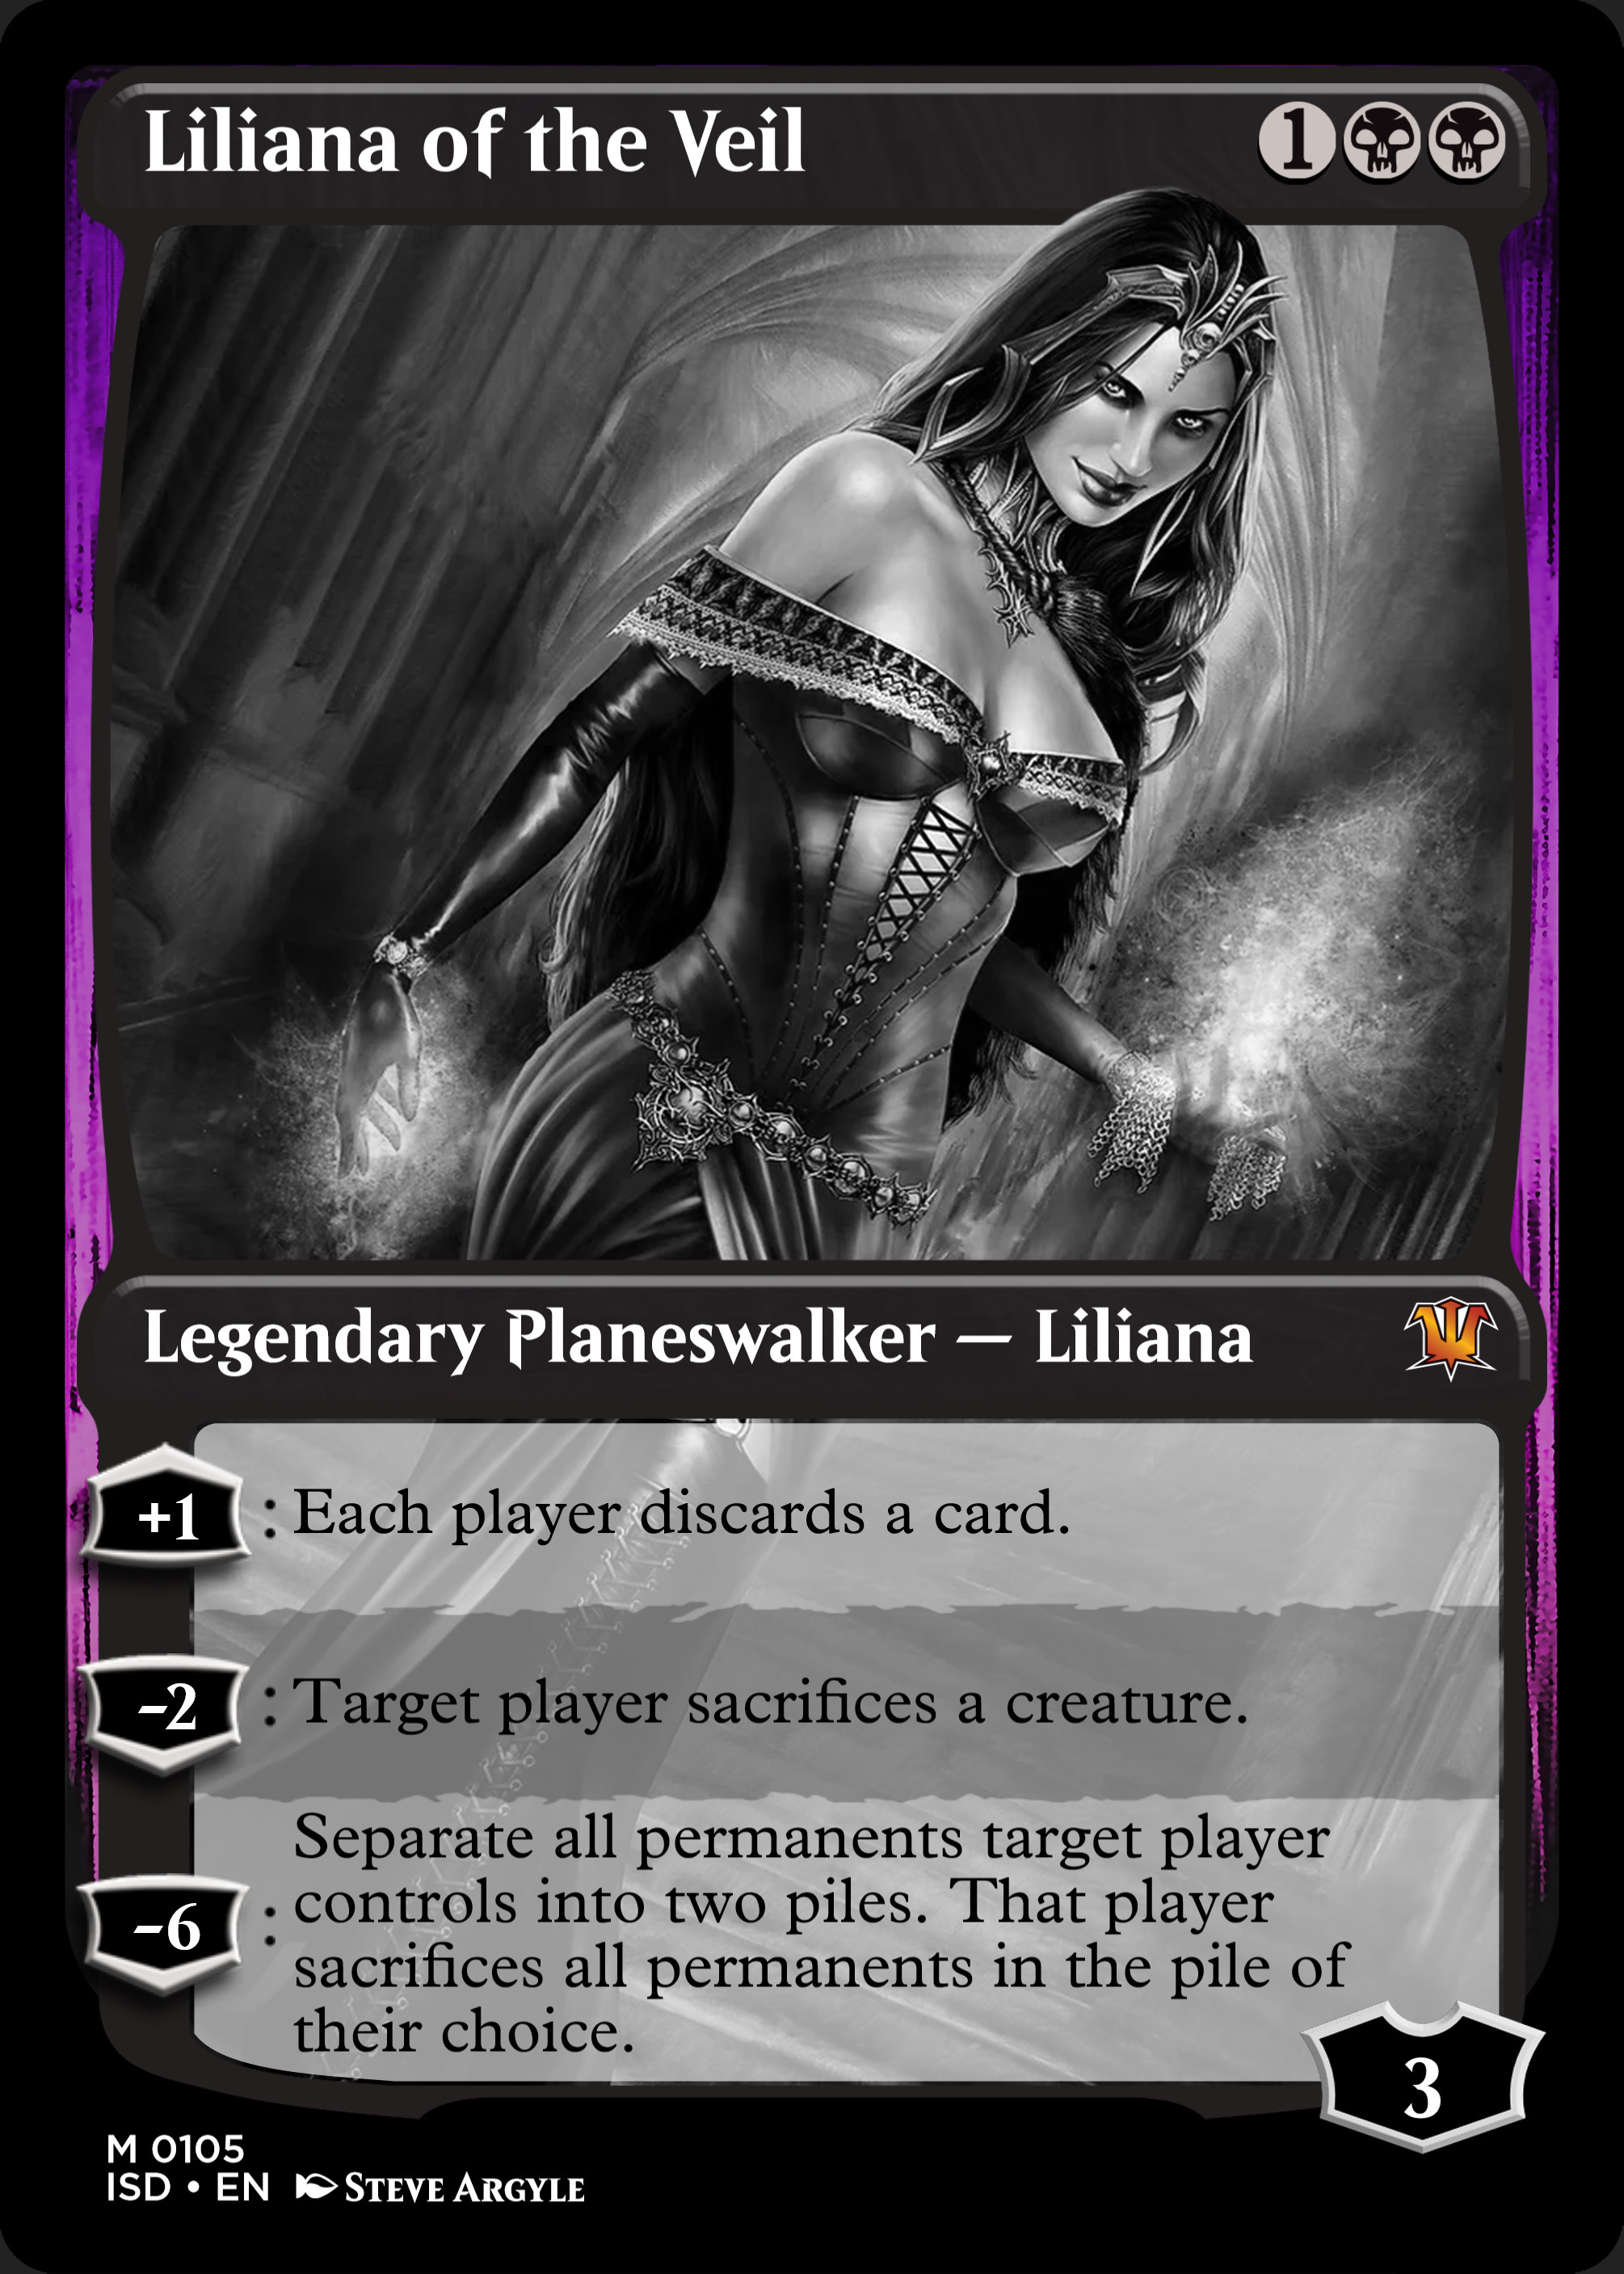 Liliana of the Veil 1
Legendary Planeswalker — Liliana
+1 : Each player discards a card.
−2 : Target player sacrifices a creature.
Separate all permanents target player
−6 : controls into two piles. That player
sacrifices all permanents in the pile of
their choice.
3
M 0105
ISD • EN STEVE ARGYLE